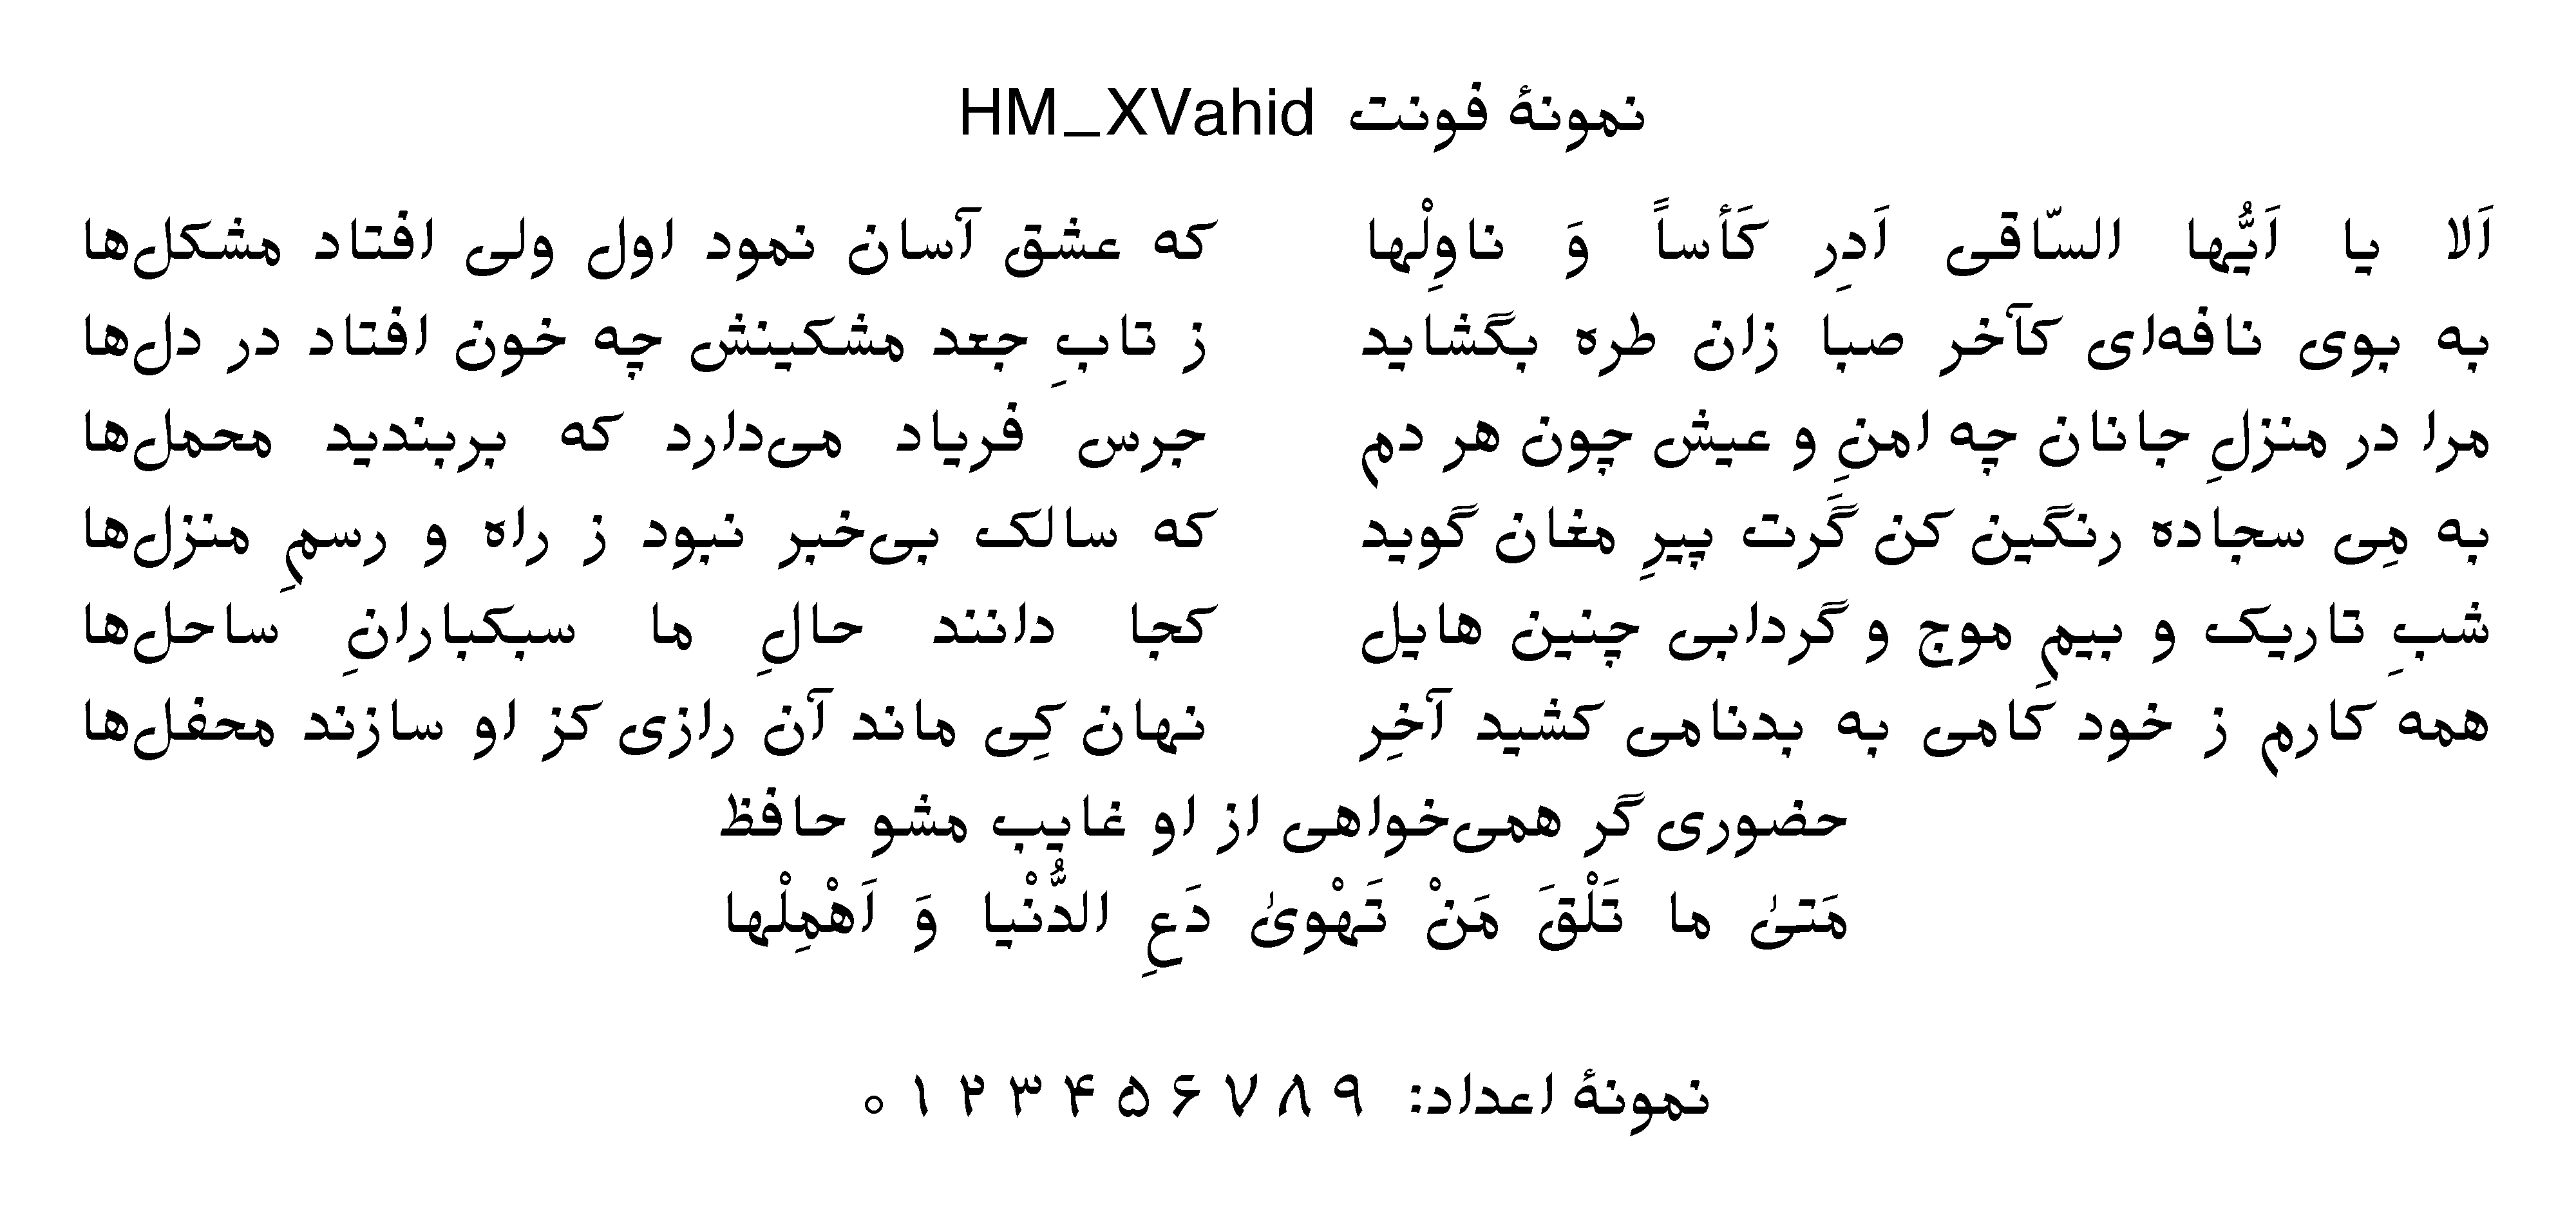 نمونهٔ فونت HM_XVahid
اَلا یا اَیُّها السّاقی اَدِر کَأساً وَ ناوِلْها که عشق آسان نمود اول ولی افتاد مشکل‌ها
به بوی نافه‌ای کآخر صبا زان طره بگشاید ز تابِ جعد مشکینش چه خون افتاد در دل‌ها
مرا در منزلِ جانان چه امنِ و عیش چون هر دم جرس فریاد می‌دارد که بربندید محمل‌ها
به مِی سجاده رنگین کن گَرت پیرِ مغان گوید که سالک بی‌خبر نبود ز راه و رسمِ منزل‌ها
شبِ تاریک و بیمِ موج و گردابی چنین هایل کجا دانند حالِ ما سبکبارانِ ساحل‌ها
همه کارم ز خود کامی به بدنامی کشید آخِر نهان کِی ماند آن رازی کز او سازند محفل‌ها
حضوری گر همی‌خواهی از او غایب مشو حافظ
مَتیٰ ما تَلْقَ مَنْ تَهْویٰ دَعِ الدُّنْیا وَ اَهْمِلْها
نمونهٔ اعداد: ۹ ۸ ۷ ۶ ۵ ۴ ۳ ۲ ۱ ۰